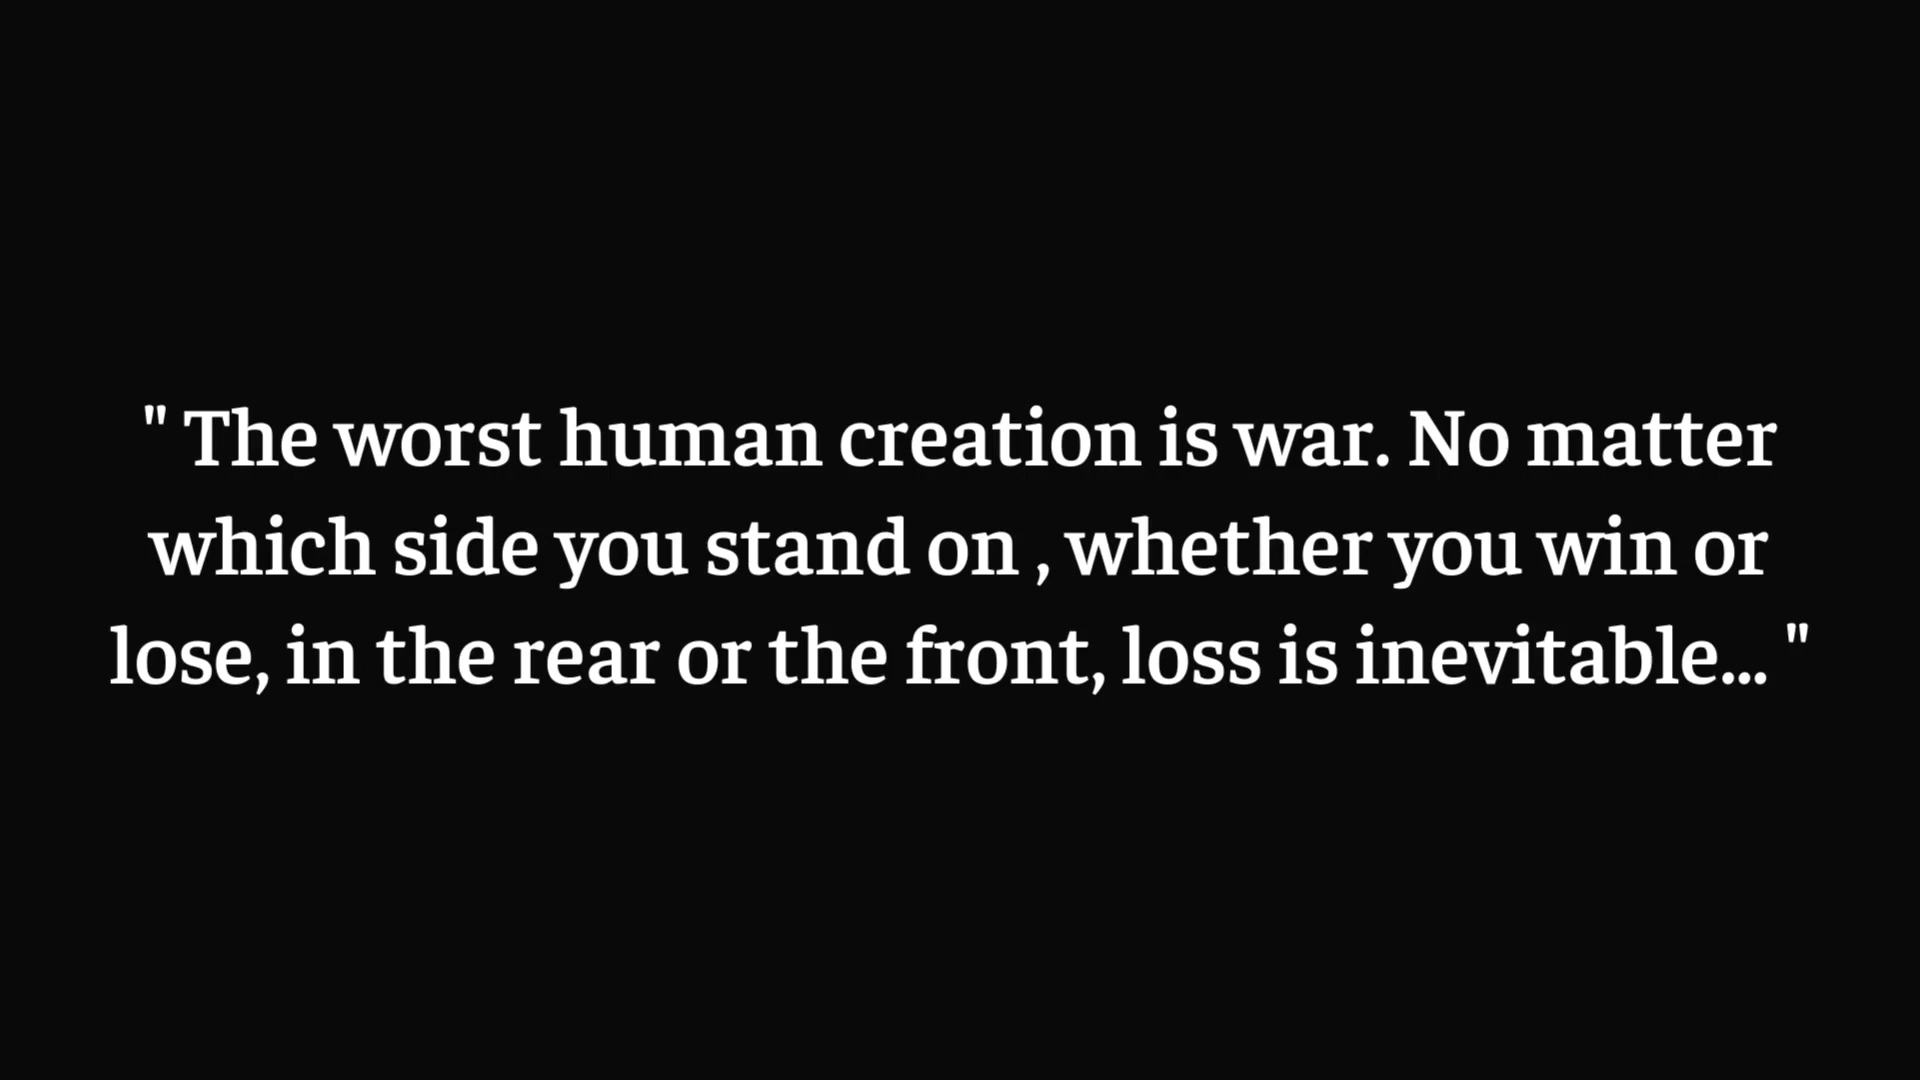 " The worst human creation is war. No matter
which side you stand on , whether you win or
lose, in the rear or the front, loss is inevitable... "